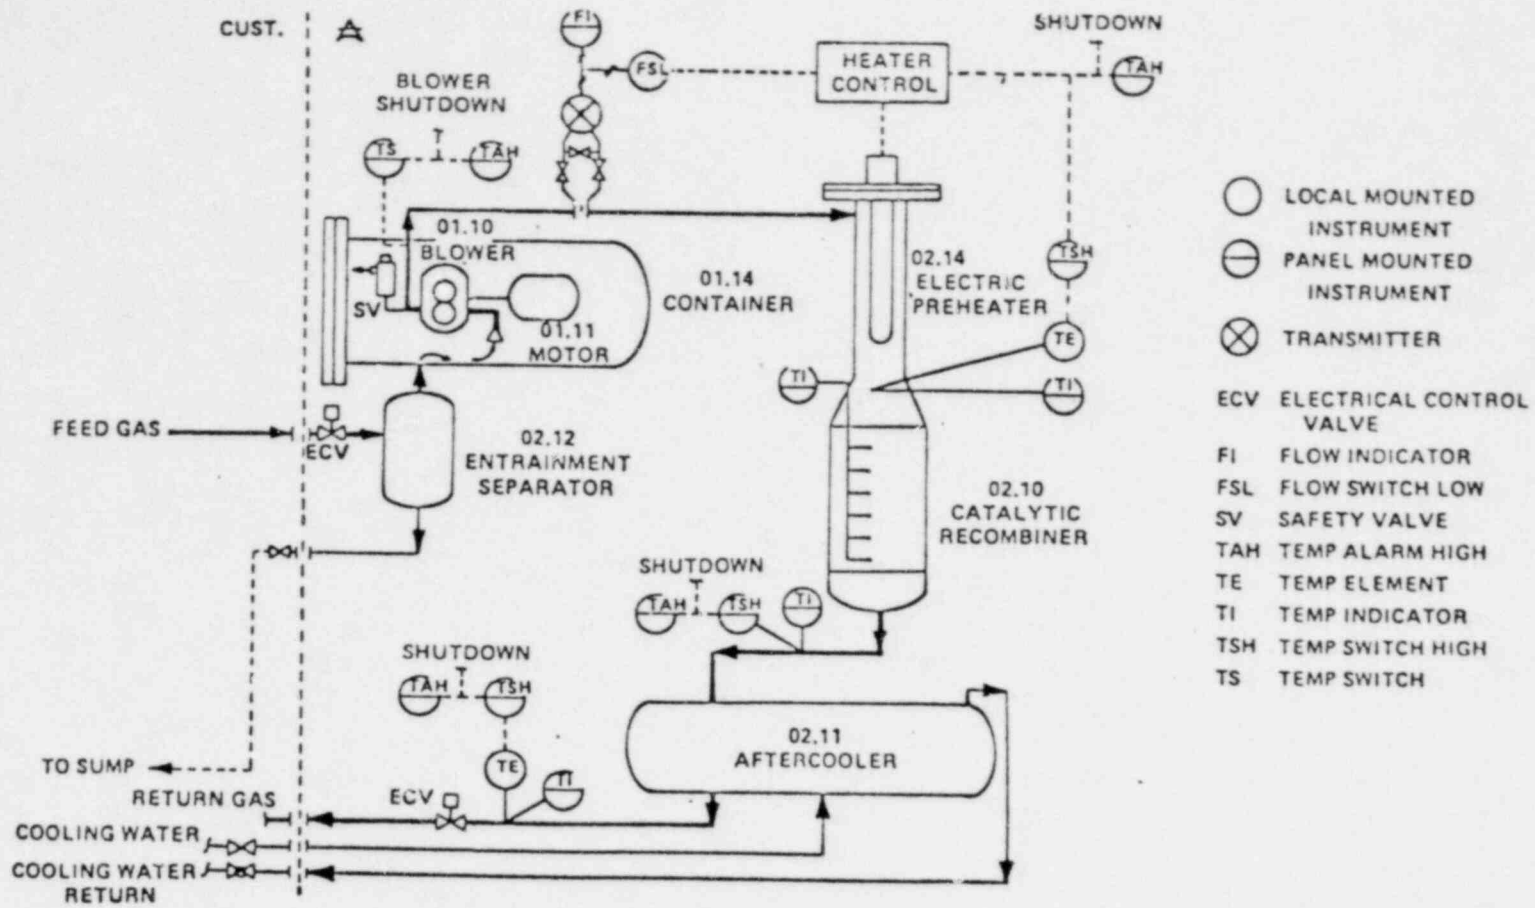 CUST.
FI
SHUTDOWN
BLOWER
SHUTDOWN
FSL
HEATER
CONTROL
TAH
TS
TAH
01.10
BLOWER
SV
01.11
MOTOR
01.14
CONTAINER
02.14
ELECTRIC
PREHEATER
TSH
TE
TI
TI
FEED GAS
ECV
02.12
ENTRAINMENT
SEPARATOR
02.10
CATALYTIC
RECOMBINER
SHUTDOWN
TAH
TSH
TI
SHUTDOWN
TAH
TSH
02.11
AFTERCOOLER
TO SUMP
TE
TI
RETURN GAS
ECV
COOLING WATER
COOLING WATER
RETURN
LOCAL MOUNTED
INSTRUMENT
PANEL MOUNTED
INSTRUMENT
TRANSMITTER
ECV ELECTRICAL CONTROL
VALVE
FI FLOW INDICATOR
FSL FLOW SWITCH LOW
SV SAFETY VALVE
TAH TEMP ALARM HIGH
TE TEMP ELEMENT
TI TEMP INDICATOR
TSH TEMP SWITCH HIGH
TS TEMP SWITCH